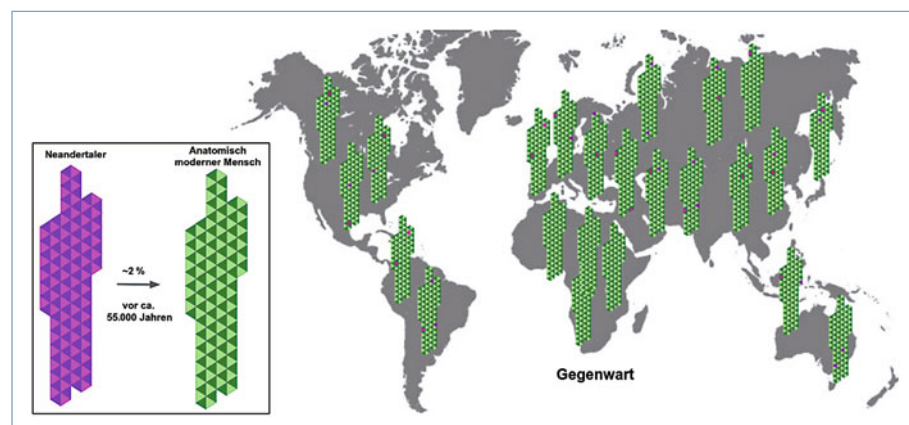 Neandertaler
Anatomisch
moderner Mensch
~2 %
vor ca.
55.000 Jahren
Gegenwart